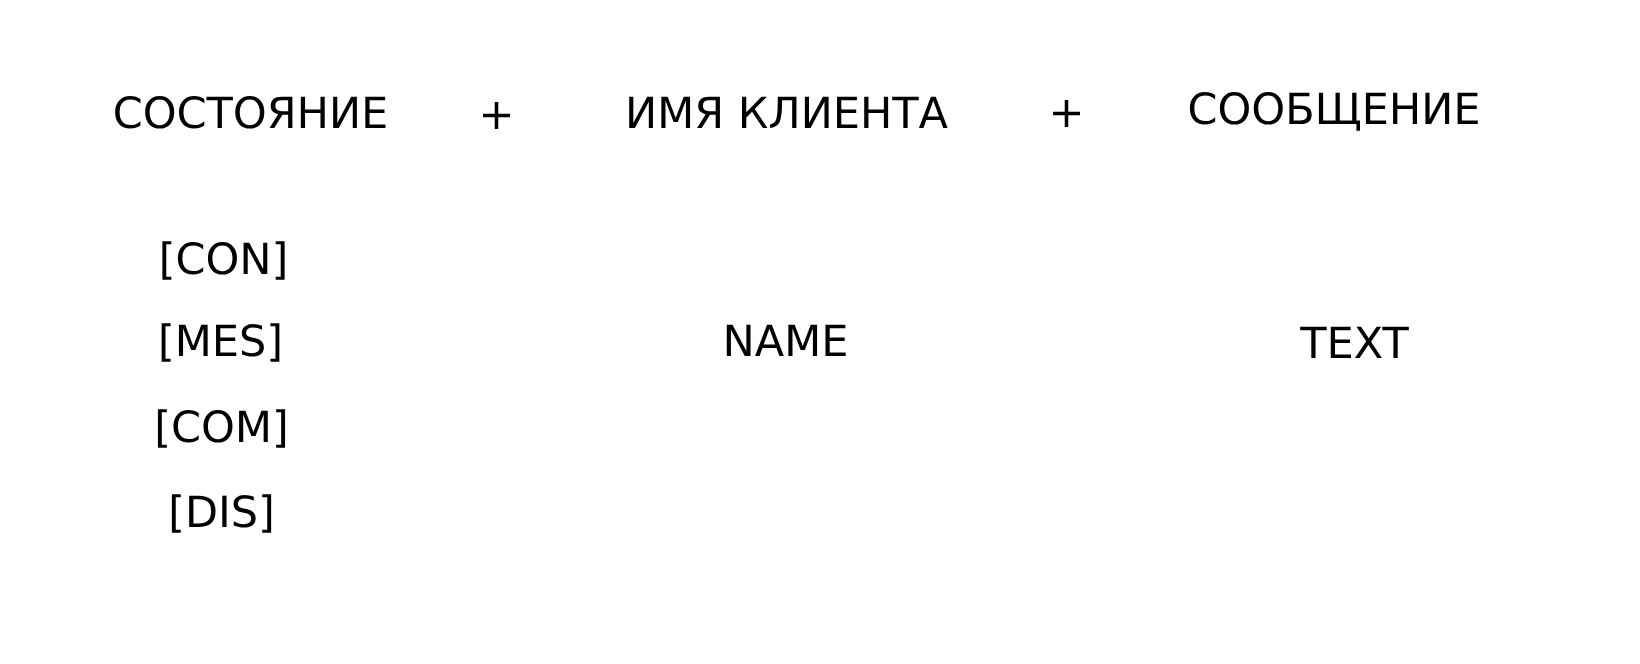 СОСТОЯНИЕ + ИМЯ КЛИЕНТА + СООБЩЕНИЕ
[CON]
[MES] NAME TEXT
[COM]
[DIS]